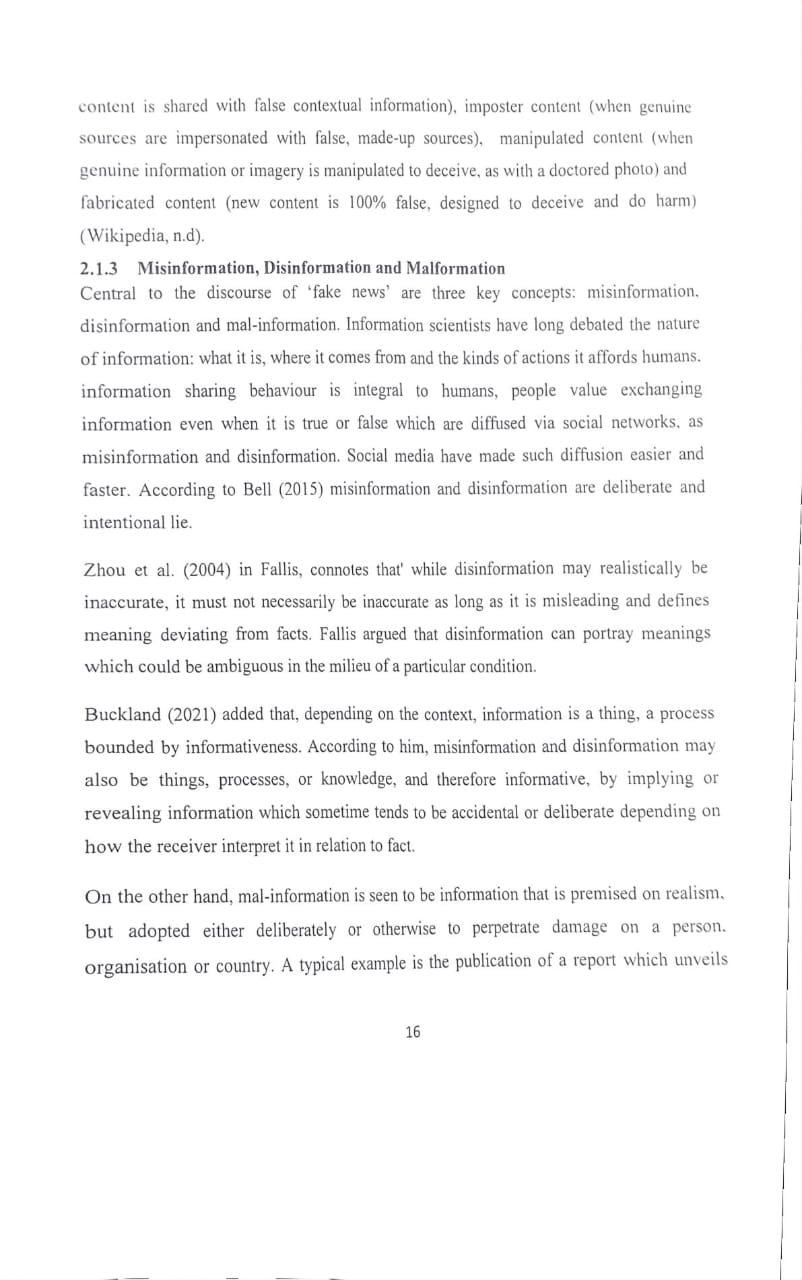 content is shared with false contextual information), imposter content (when genuine
sources are impersonated with false, made-up sources), manipulated content (when
genuine information or imagery is manipulated to deceive, as with a doctored photo) and
fabricated content (new content is 100% false, designed to deceive and do harm)
(Wikipedia, n.d).
2.1.3 Misinformation, Disinformation and Malformation
Central to the discourse of ‘fake news’ are three key concepts: misinformation,
disinformation and mal-information. Information scientists have long debated the nature
of information: what it is, where it comes from and the kinds of actions it affords humans.
information sharing behaviour is integral to humans, people value exchanging
information even when it is true or false which are diffused via social networks, as
misinformation and disinformation. Social media have made such diffusion easier and
faster. According to Bell (2015) misinformation and disinformation are deliberate and
intentional lie.
Zhou et al. (2004) in Fallis, connotes that' while disinformation may realistically be
inaccurate, it must not necessarily be inaccurate as long as it is misleading and defines
meaning deviating from facts. Fallis argued that disinformation can portray meanings
which could be ambiguous in the milieu of a particular condition.
Buckland (2021) added that, depending on the context, information is a thing, a process
bounded by informativeness. According to him, misinformation and disinformation may
also be things, processes, or knowledge, and therefore informative, by implying or
revealing information which sometime tends to be accidental or deliberate depending on
how the receiver interpret it in relation to fact.
On the other hand, mal-information is seen to be information that is premised on realism,
but adopted either deliberately or otherwise to perpetrate damage on a person,
organisation or country. A typical example is the publication of a report which unveils
16